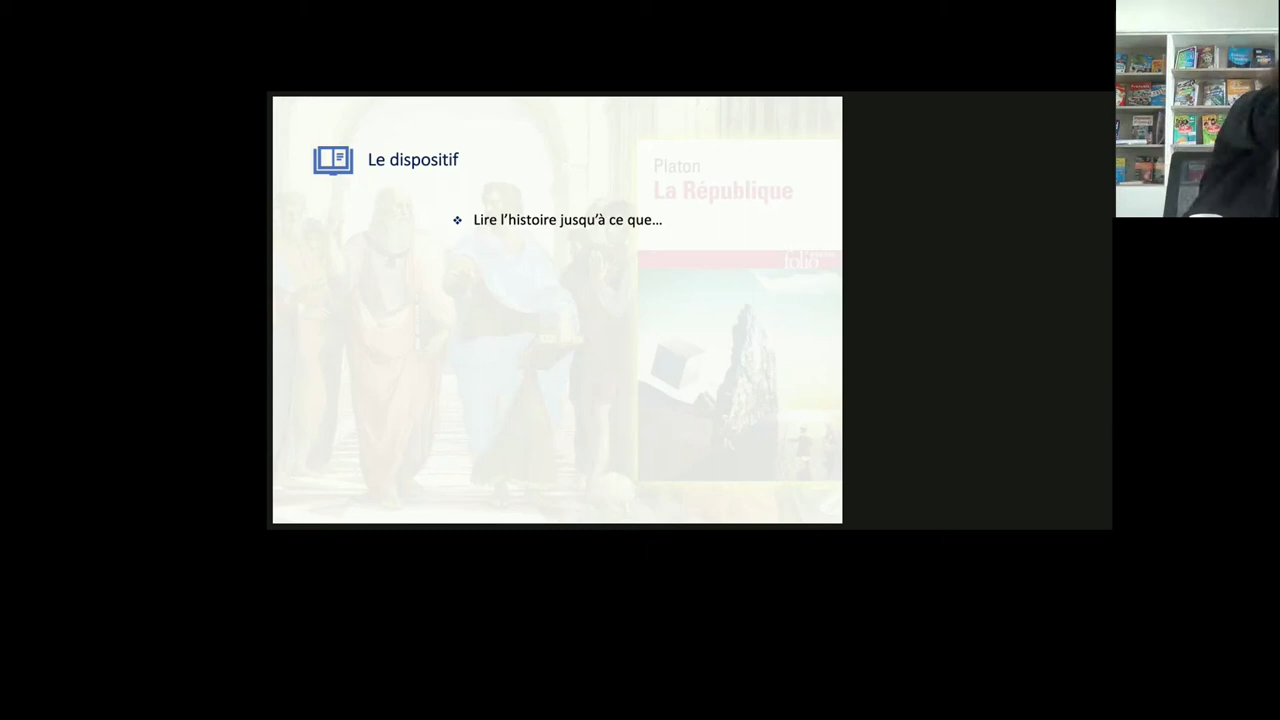 Le dispositif
Platon
La République
❖ Lire l’histoire jusqu’à ce que...
folio